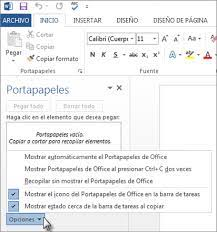 ARCHIVO INICIO INSERTAR DISEÑO DISEÑO DE PÁGINA
Cortar
Copiar
Pegar
Copiar formato
Calibri (Cuerpo 11
N K S abc x₂ x²
Portapapeles
Pegar todo Borrar todo
Haga clic en el elemento que desea pegar:
Portapapeles vacío.
Copiar o cortar para recopilar elementos.
Mostrar automáticamente el Portapapeles de Office
Mostrar Portapapeles de Office al presionar Ctrl+C dos veces
Recopilar sin mostrar el Portapapeles de Office
Mostrar el icono del Portapapeles de Office en la barra de tareas
Mostrar estado cerca de la barra de tareas al copiar
Opciones